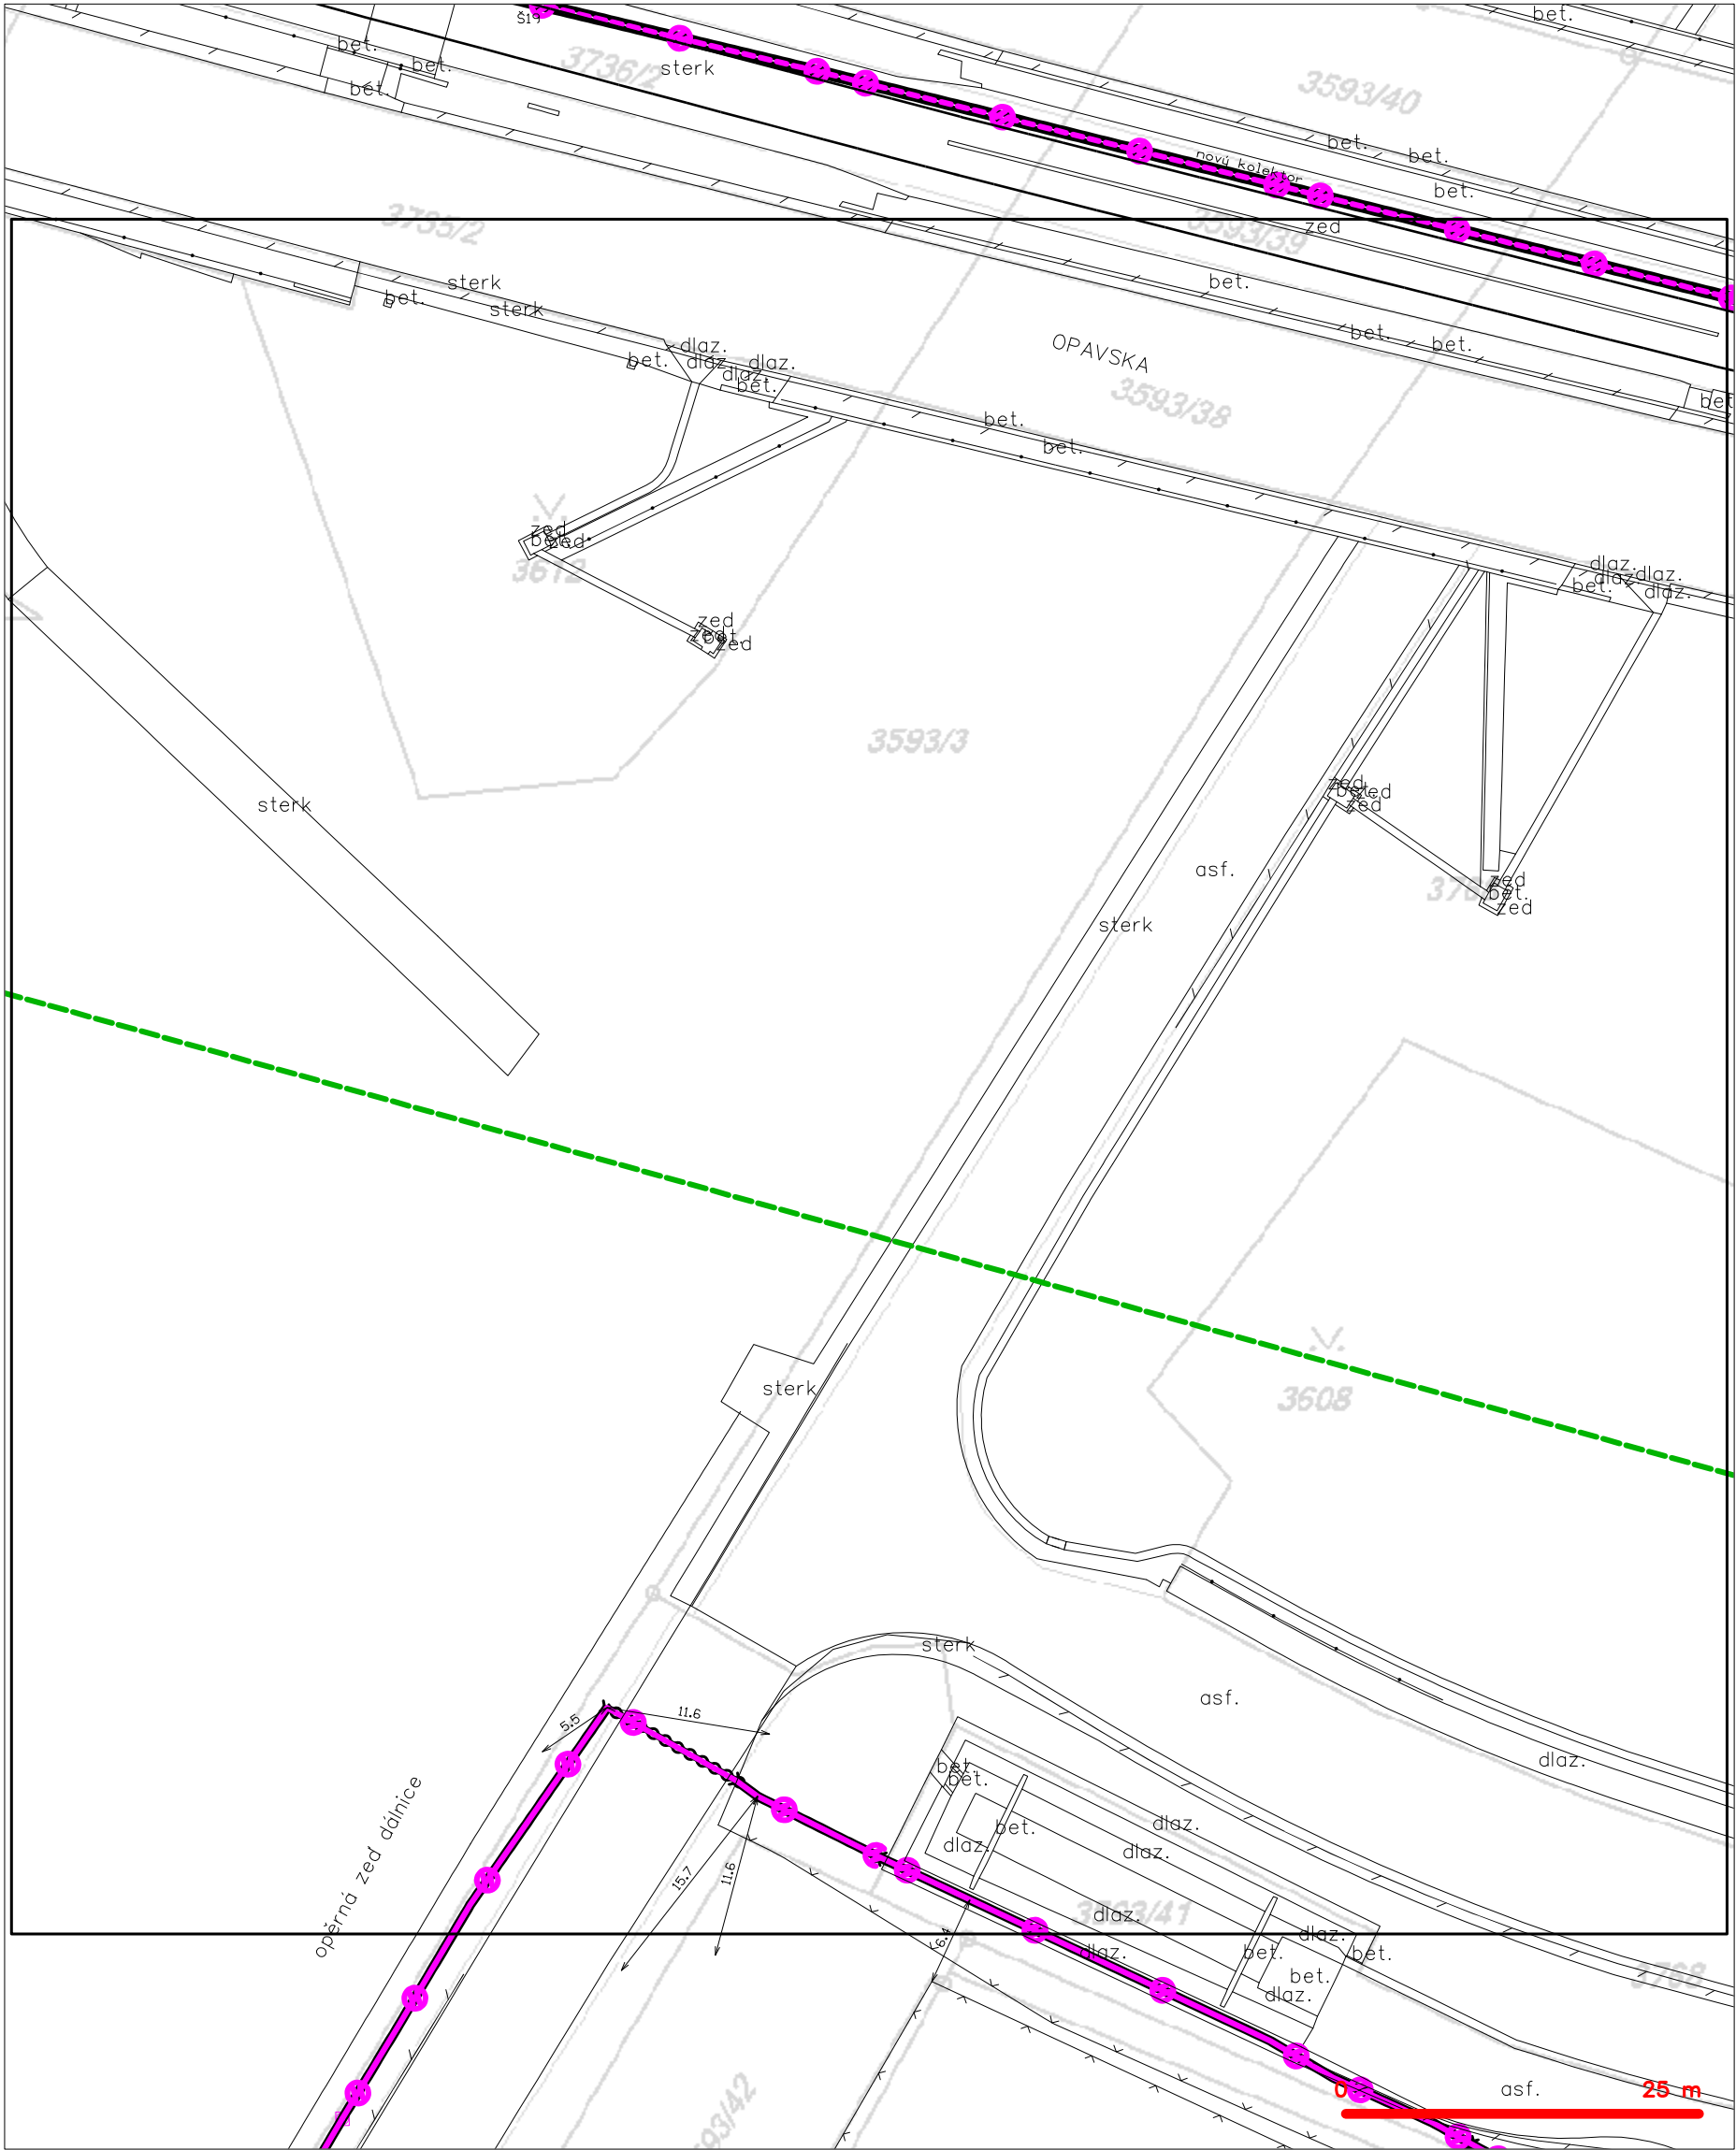 bet.
Š19
bet.
bet.
bet.
3736/2
sterk
3593/40
bet.
bet.
nový kolektor
bet.
3735/2
3593/39
zed
sterk
bet.
sterk
bet.
OPAVSKA
bet.
bet.
dlaz.
dlaz.
dlaz.
dlaz.
bet.
bet.
3593/38
bet.
bet.
bet
zed
bet.
zed
3672
dlaz.
dlaz.
dlaz.
bet.
dlaz.
zed
zed
bet.
zed
3593/3
sterk
zed
bet.
zed
zed
asf.
sterk
zed
bet.
zed
sterk
3608
sterk
asf.
5.5
11.6
bet.
bet.
dlaz.
opěrná zeď dálnice
bet.
dlaz.
dlaz.
dlaz.
15.7
11.6
6.4
dlaz.
dlaz.
dlaz.
bet.
bet.
bet.
dlaz.
3768
0
25 m
asf.